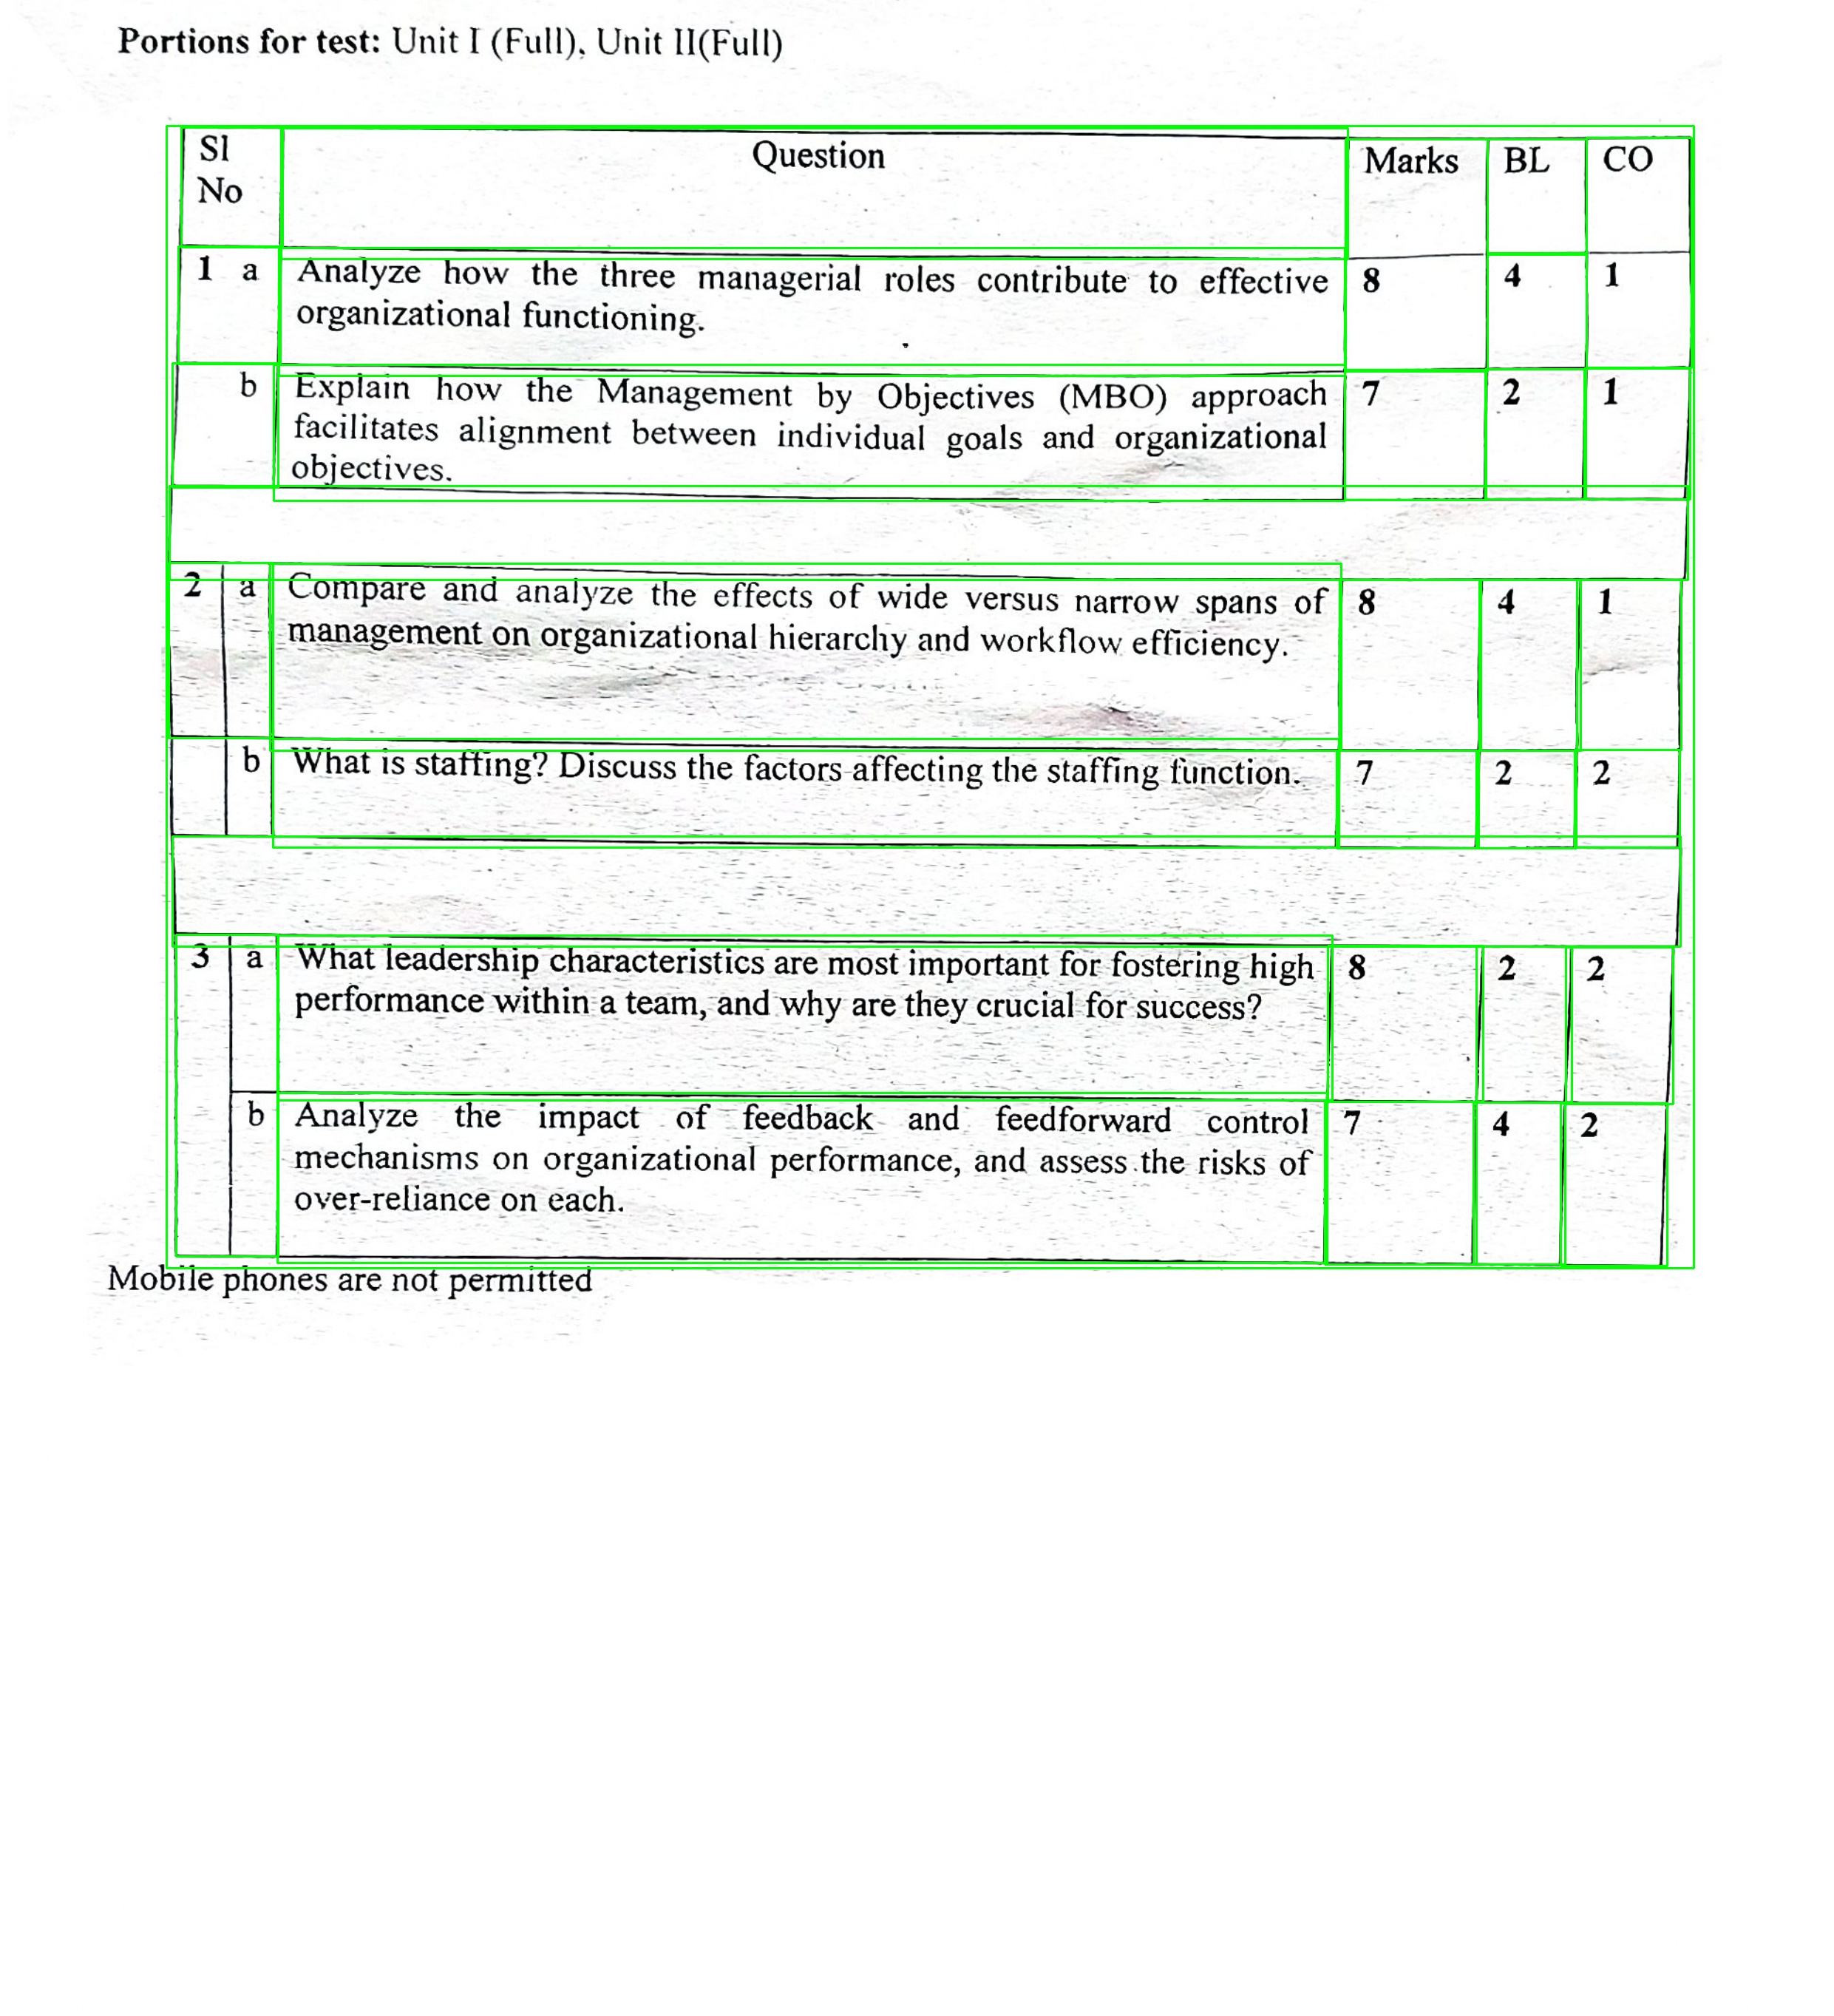 Portions for test: Unit I (Full), Unit II(Full)
Sl No Question Marks BL CO
1 a Analyze how the three managerial roles contribute to effective 8 4 1
organizational functioning.
b Explain how the Management by Objectives (MBO) approach 7 2 1
facilitates alignment between individual goals and organizational
objectives.
2 a Compare and analyze the effects of wide versus narrow spans of 8 4 1
management on organizational hierarchy and workflow efficiency.
b What is staffing? Discuss the factors affecting the staffing function. 7 2 2
3 a What leadership characteristics are most important for fostering high 8 2 2
performance within a team, and why are they crucial for success?
b Analyze the impact of feedback and feedforward control 7 4 2
mechanisms on organizational performance, and assess the risks of
over-reliance on each.
Mobile phones are not permitted